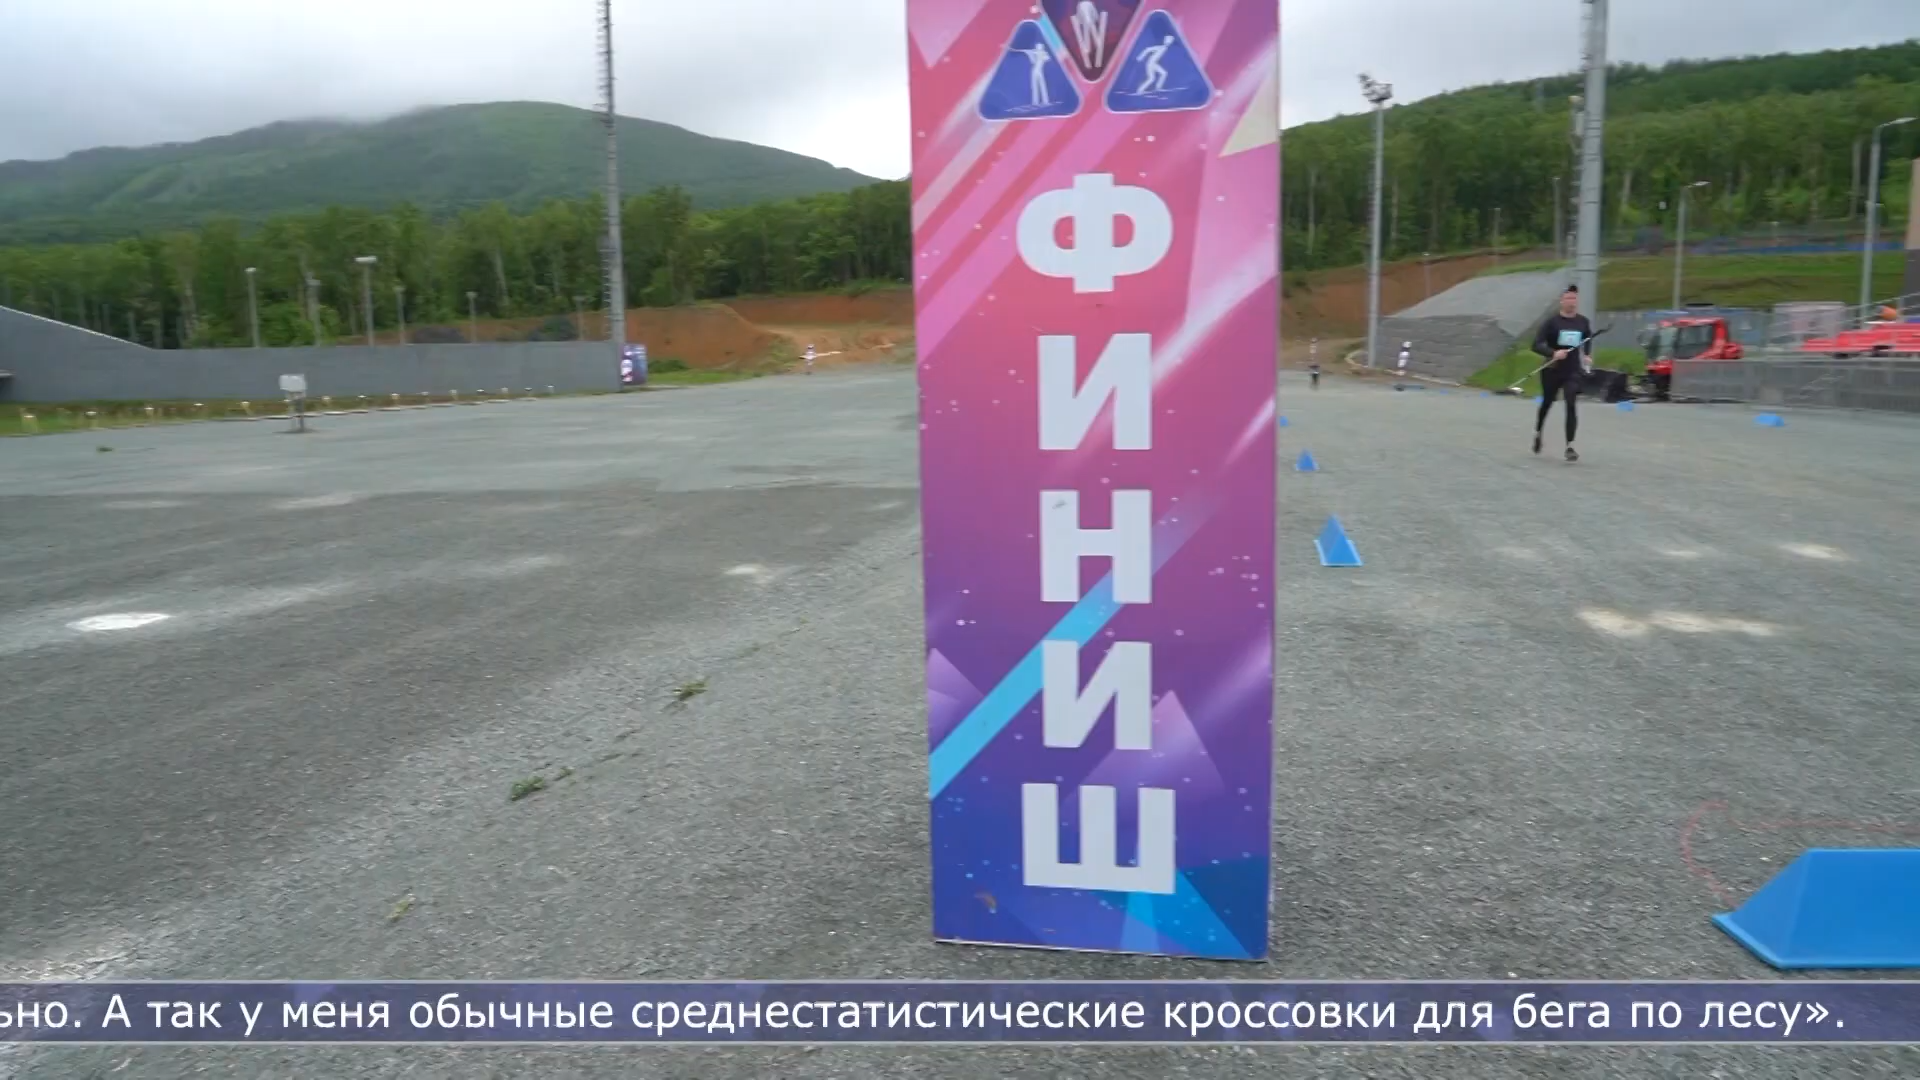 ФИНИШ
ьно. А так у меня обычные среднестатистические кроссовки для бега по лесу».